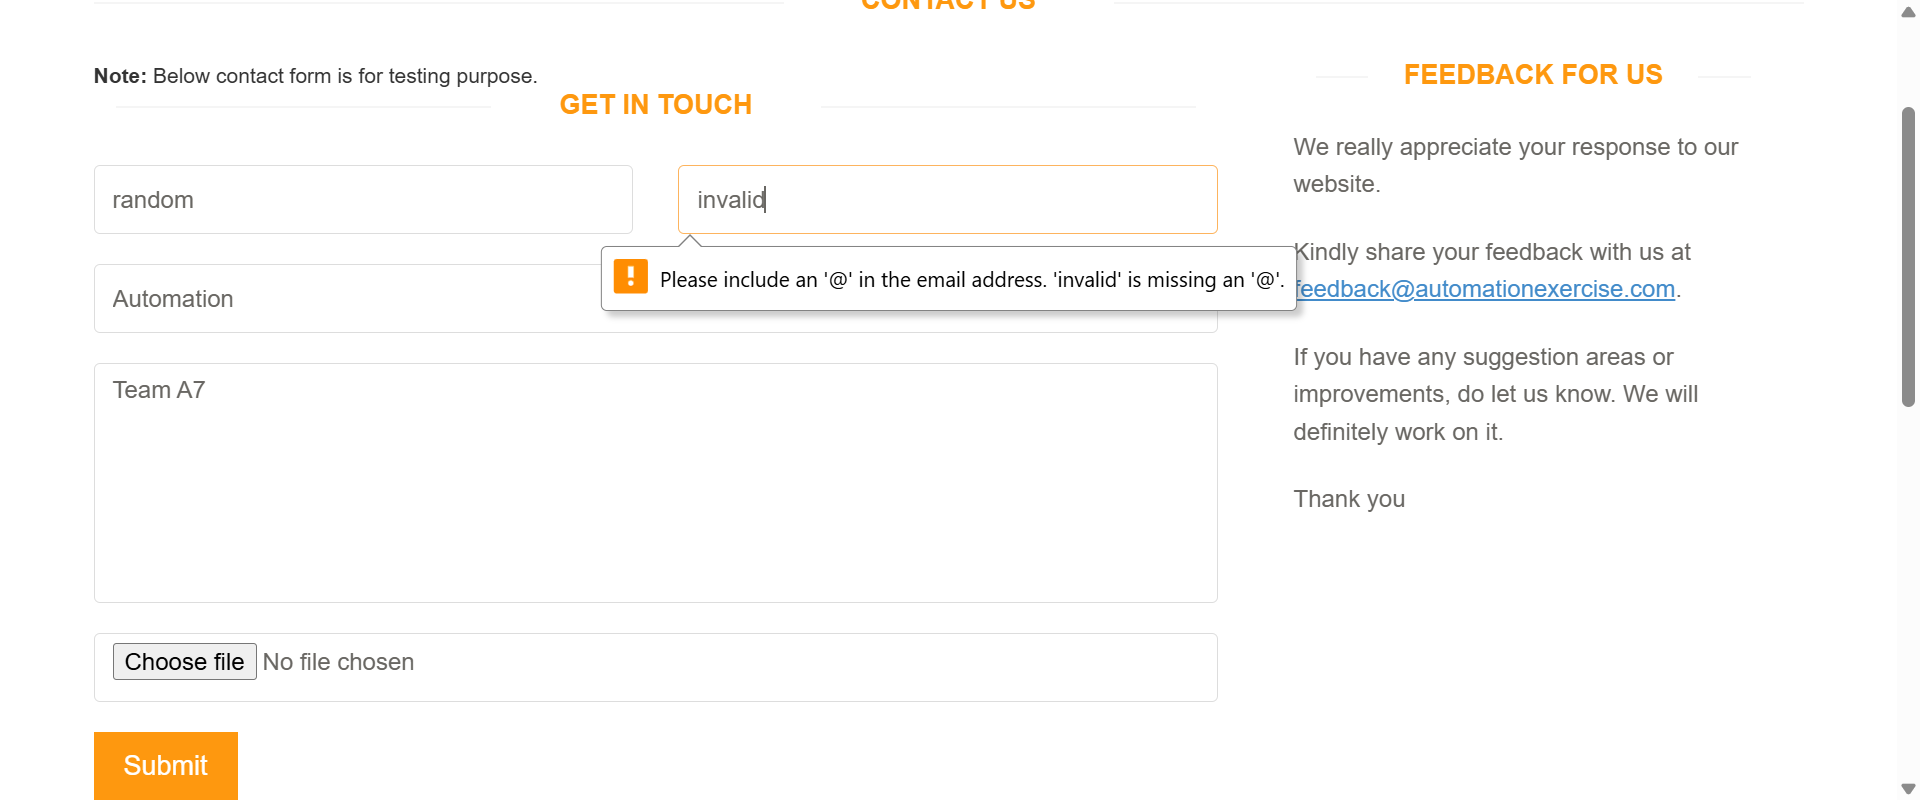 CONTACT US
Note: Below contact form is for testing purpose.
GET IN TOUCH
random
invalid
Please include an '@' in the email address. 'invalid' is missing an '@'.
Automation
Team A7
Choose file No file chosen
Submit
FEEDBACK FOR US
We really appreciate your response to our
website.
Kindly share your feedback with us at
feedback@automationexercise.com.
If you have any suggestion areas or
improvements, do let us know. We will
definitely work on it.
Thank you